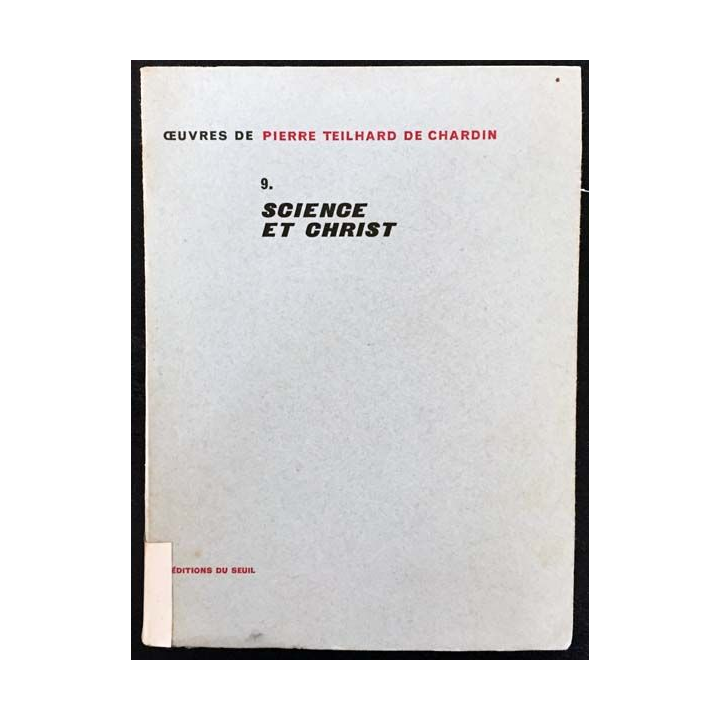 ŒUVRES DE PIERRE TEILHARD DE CHARDIN
9.
SCIENCE
ET CHRIST
ÉDITIONS DU SEUIL